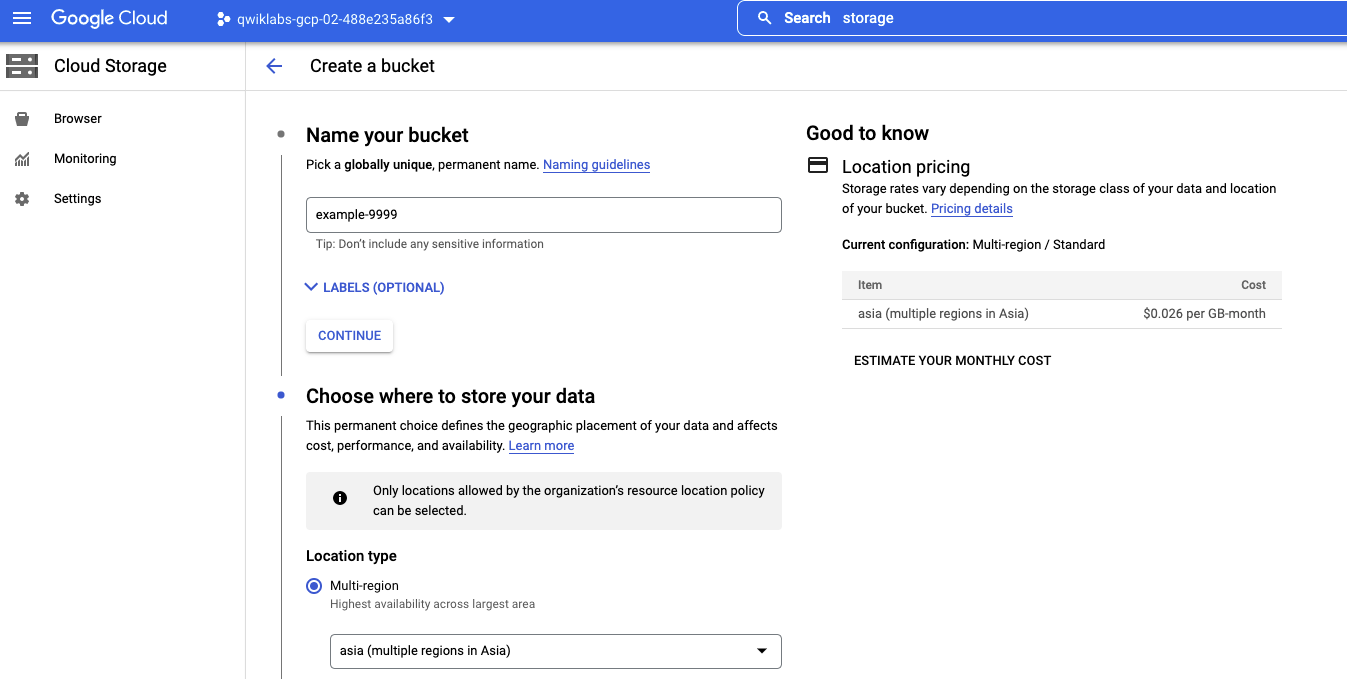 Google Cloud
qwiklabs-gcp-02-488e235a86f3
Search storage
Cloud Storage
Create a bucket
Browser
Monitoring
Settings
Name your bucket
Pick a globally unique, permanent name. Naming guidelines
example-9999
Tip: Don't include any sensitive information
LABELS (OPTIONAL)
CONTINUE
Choose where to store your data
This permanent choice defines the geographic placement of your data and affects
cost, performance, and availability. Learn more
Only locations allowed by the organization's resource location policy
can be selected.
Location type
Multi-region
Highest availability across largest area
asia (multiple regions in Asia)
Good to know
Location pricing
Storage rates vary depending on the storage class of your data and location
of your bucket. Pricing details
Current configuration: Multi-region / Standard
Item Cost
asia (multiple regions in Asia) $0.026 per GB-month
ESTIMATE YOUR MONTHLY COST